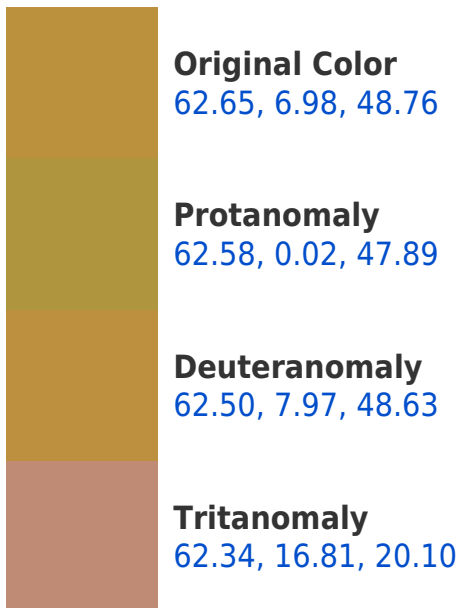 Original Color
62.65, 6.98, 48.76
Protanomaly
62.58, 0.02, 47.89
Deuteranomaly
62.50, 7.97, 48.63
Tritanomaly
62.34, 16.81, 20.10